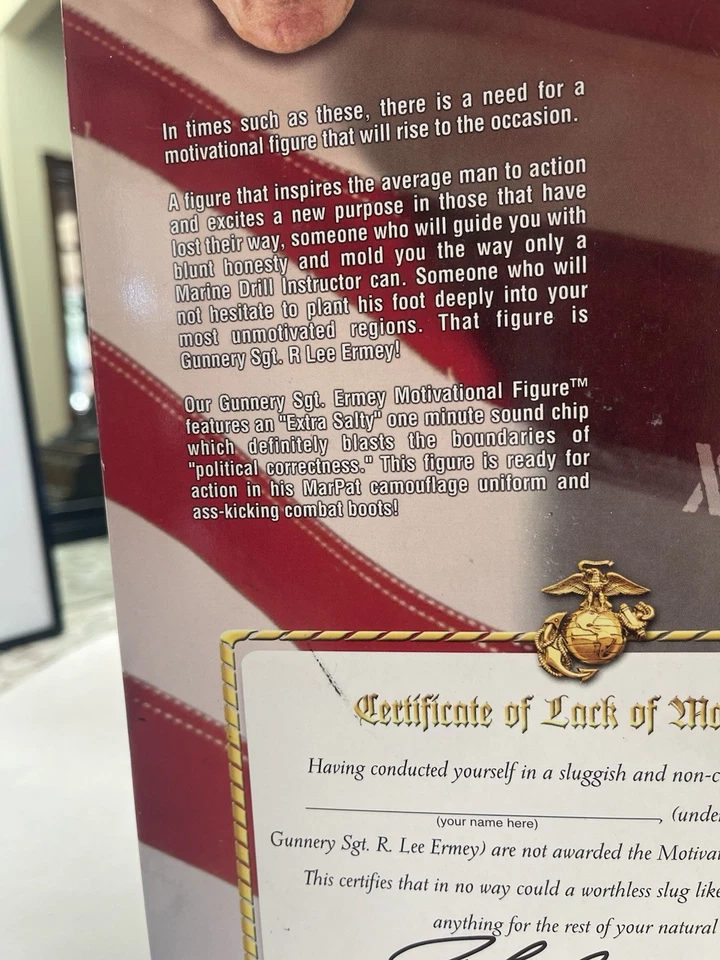 In times such as these, there is a need for a
motivational figure that will rise to the occasion.
A figure that inspires the average man to action
and excites a new purpose in those that have
lost their way, someone who will guide you with
blunt honesty and mold you the way only a
Marine Drill Instructor can. Someone who will
not hesitate to plant his foot deeply into your
most unmotivated regions. That figure is
Gunnery Sgt. R Lee Ermey!
Our Gunnery Sgt. Ermey Motivational Figure™
features an "Extra Salty" one minute sound chip
which definitely blasts the boundaries of
"political correctness." This figure is ready for
action in his MarPat camouflage uniform and
ass-kicking combat boots!
Certificate of Lack of Mo
Having conducted yourself in a sluggish and non-c
, (under
(your name here)
Gunnery Sgt. R. Lee Ermey) are not awarded the Motivat
This certifies that in no way could a worthless slug like
anything for the rest of your natural